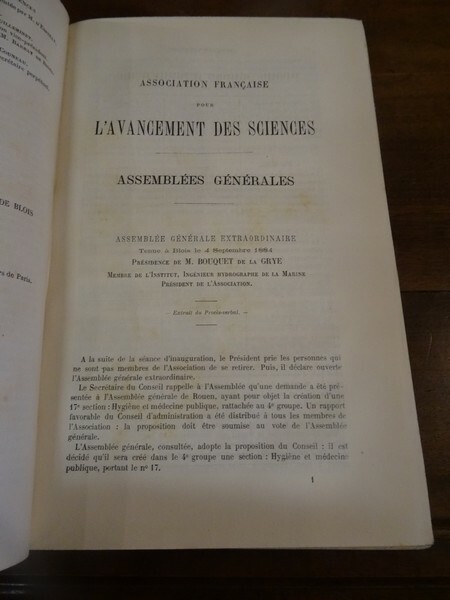 ASSOCIATION FRANÇAISE
POUR
L'AVANCEMENT DES SCIENCES
ASSEMBLÉES GÉNÉRALES
ASSEMBLÉE GÉNÉRALE EXTRAORDINAIRE
Tenue à Blois le 4 Septembre 1884
PRÉSIDENCE DE M. BOUQUET DE LA GRYE
MEMBRE DE L'INSTITUT, INGÉNIEUR HYDROGRAPHE DE LA MARINE
PRÉSIDENT DE L'ASSOCIATION.
Extrait du Procès-verbal. —
A la suite de la séance d'inauguration, le Président prie les personnes qui
ne sont pas membres de l'Association de se retirer. Puis, il déclare ouverte
l'Assemblée générale extraordinaire.
Le Secrétaire du Conseil rappelle à l'Assemblée qu'une demande a été pré-
sentée à l'Assemblée générale de Rouen, ayant pour objet la création d'une
17e section : Hygiène et médecine publique, rattachée au 4e groupe. Un rapport
favorable du Conseil d'administration a été distribué à tous les membres de
l'Association : la proposition doit être soumise au vote de l'Assemblée
générale.
L'Assemblée générale, consultée, adopte la proposition du Conseil : il est
décidé qu'il sera créé dans le 4e groupe une section : Hygiène et médecine
publique, portant le no 17.
1
DE BLOIS
de Paris.